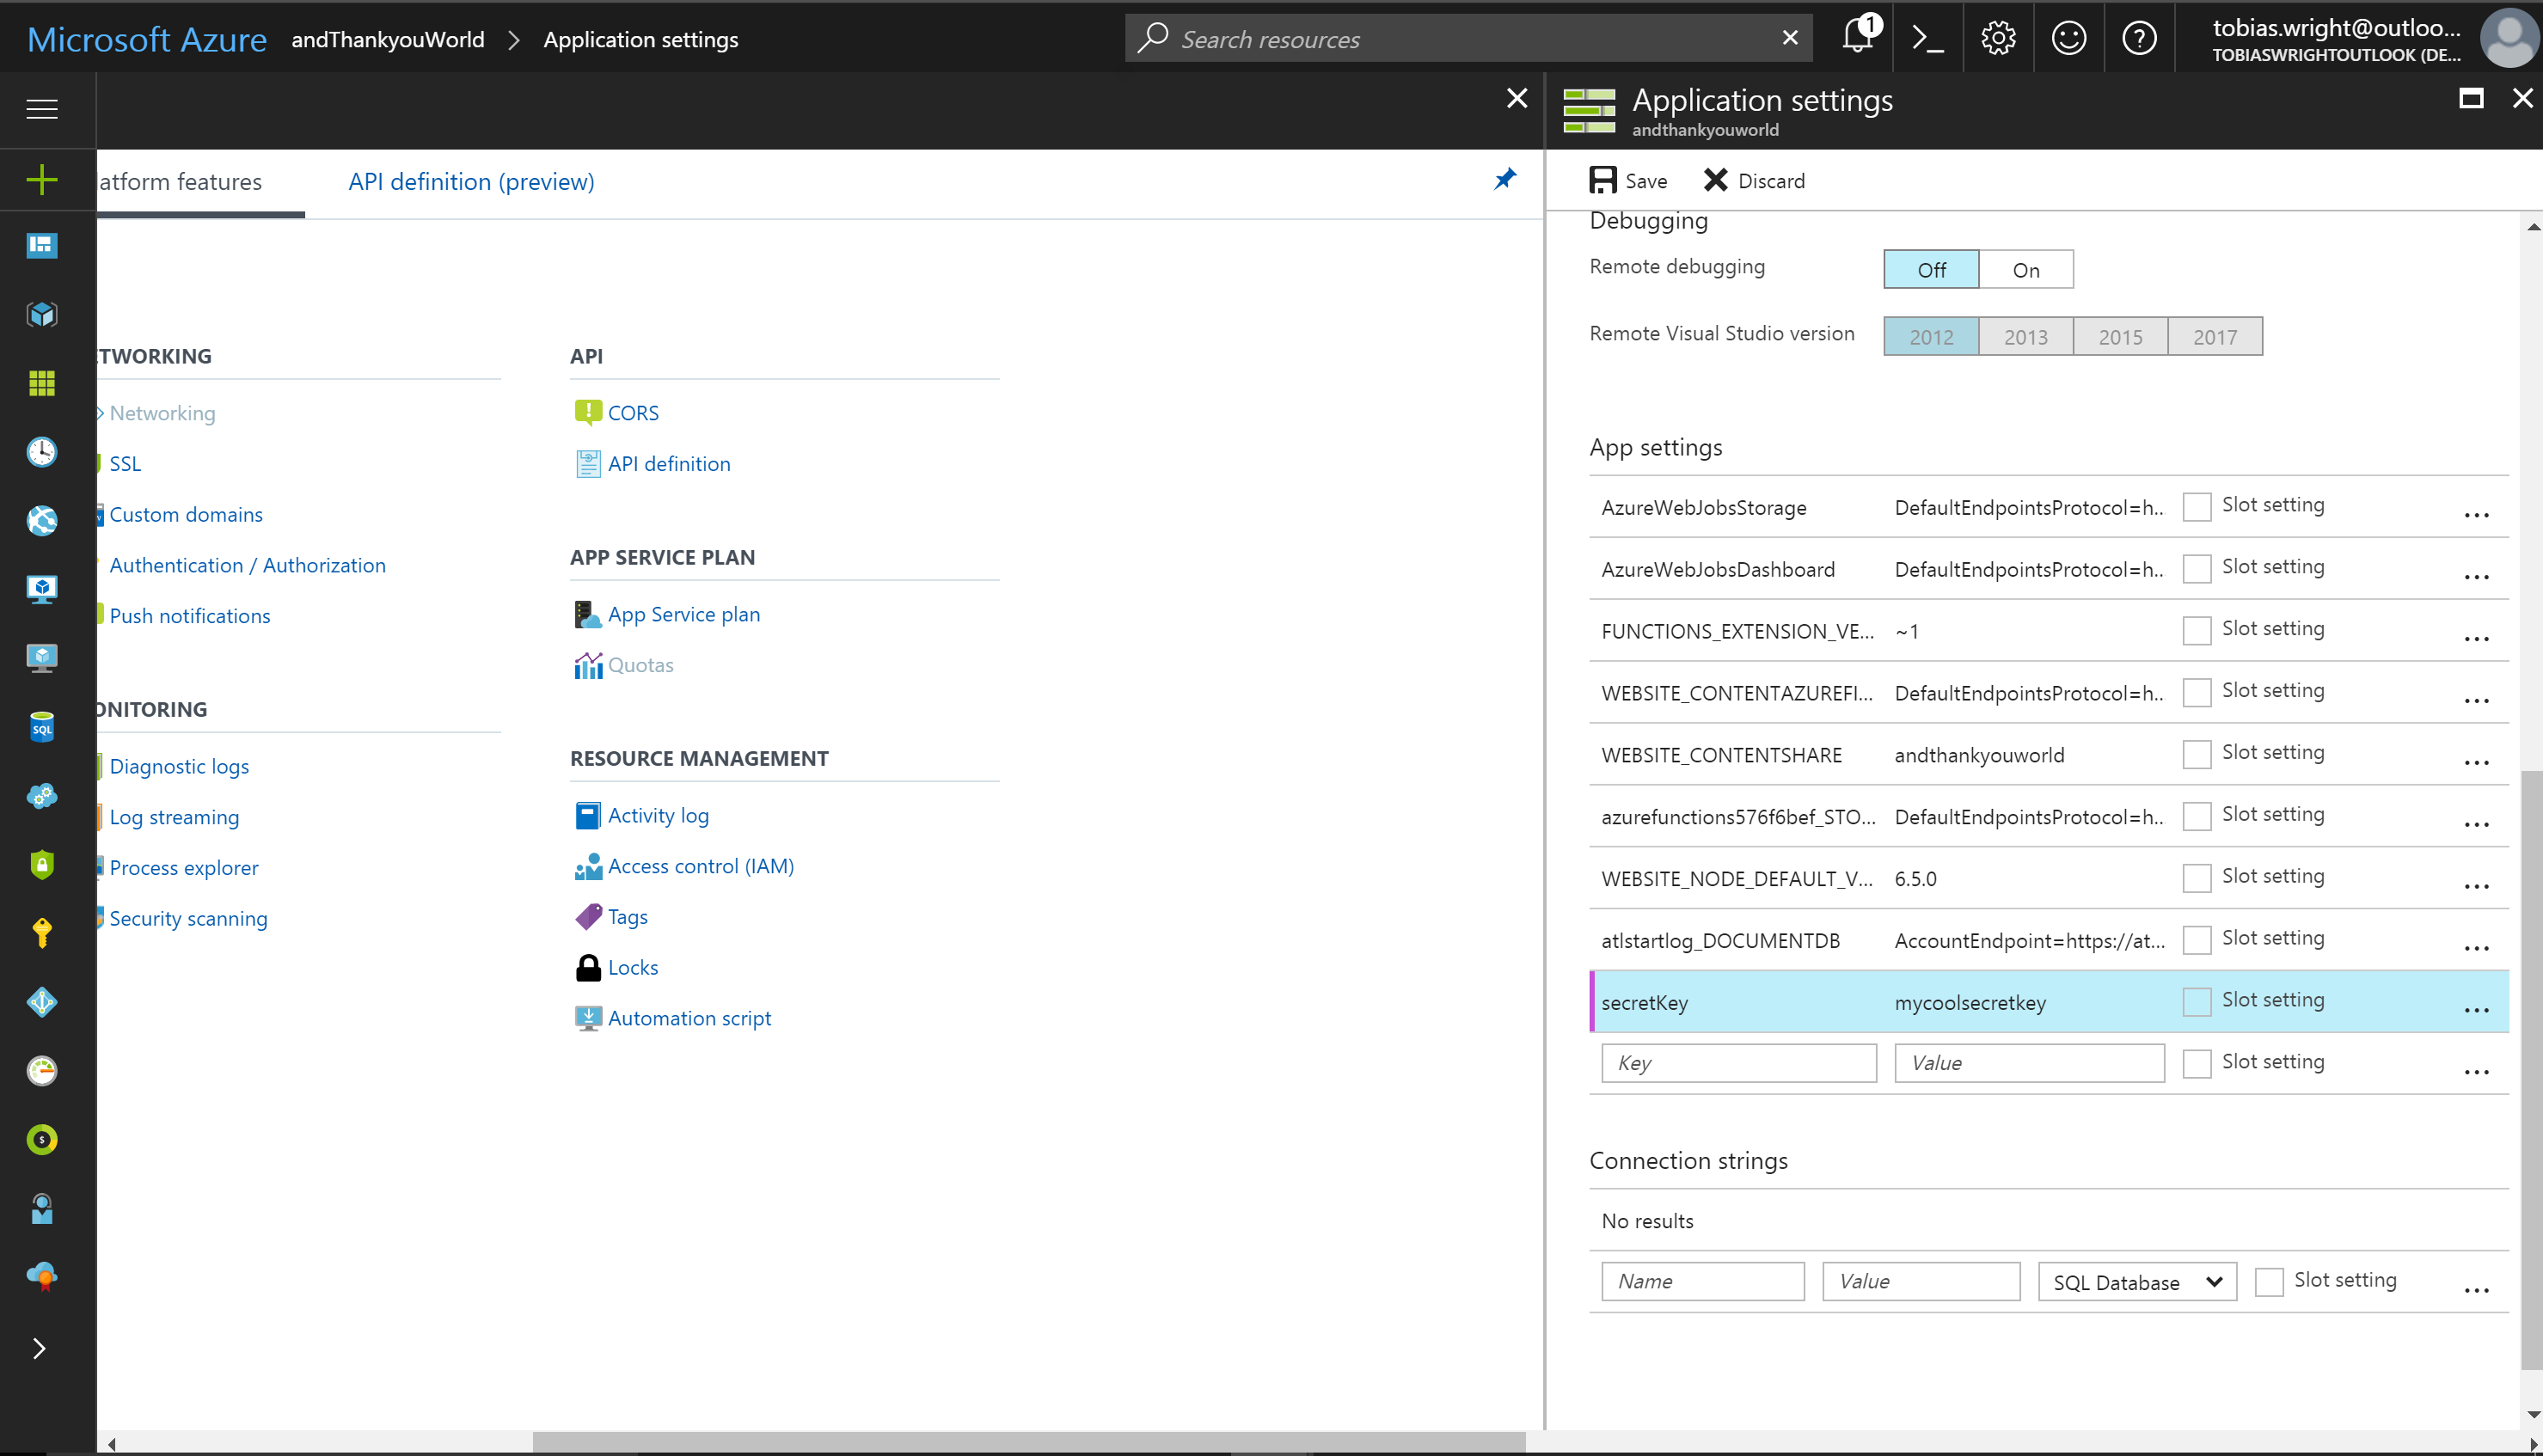 Microsoft Azure andThankyouWorld Application settings
Search resources
1
tobias.wright@outloo...
TOBIASWRIGHTOUTLOOK (DE...
Application settings
andthankyouworld
Save Discard
latform features API definition (preview)
ETWORKING
Networking
SSL
Custom domains
Authentication / Authorization
Push notifications
ONITORING
Diagnostic logs
Log streaming
Process explorer
Security scanning
API
CORS
API definition
APP SERVICE PLAN
App Service plan
Quotas
RESOURCE MANAGEMENT
Activity log
Access control (IAM)
Tags
Locks
Automation script
SQL
Debugging
Remote debugging Off On
Remote Visual Studio version 2012 2013 2015 2017
App settings
AzureWebJobsStorage DefaultEndpointsProtocol=h.. Slot setting ...
AzureWebJobsDashboard DefaultEndpointsProtocol=h.. Slot setting ...
FUNCTIONS_EXTENSION_VE... ~1 Slot setting ...
WEBSITE_CONTENTAZUREFI... DefaultEndpointsProtocol=h.. Slot setting ...
WEBSITE_CONTENTSHARE andthankyouworld Slot setting ...
azurefunctions576f6bef_STO... DefaultEndpointsProtocol=h.. Slot setting ...
WEBSITE_NODE_DEFAULT_V... 6.5.0 Slot setting ...
atlstartlog_DOCUMENTDB AccountEndpoint=https://at... Slot setting ...
secretKey mycoolsecretkey Slot setting ...
Key Value Slot setting ...
Connection strings
No results
Name Value SQL Database Slot setting ...